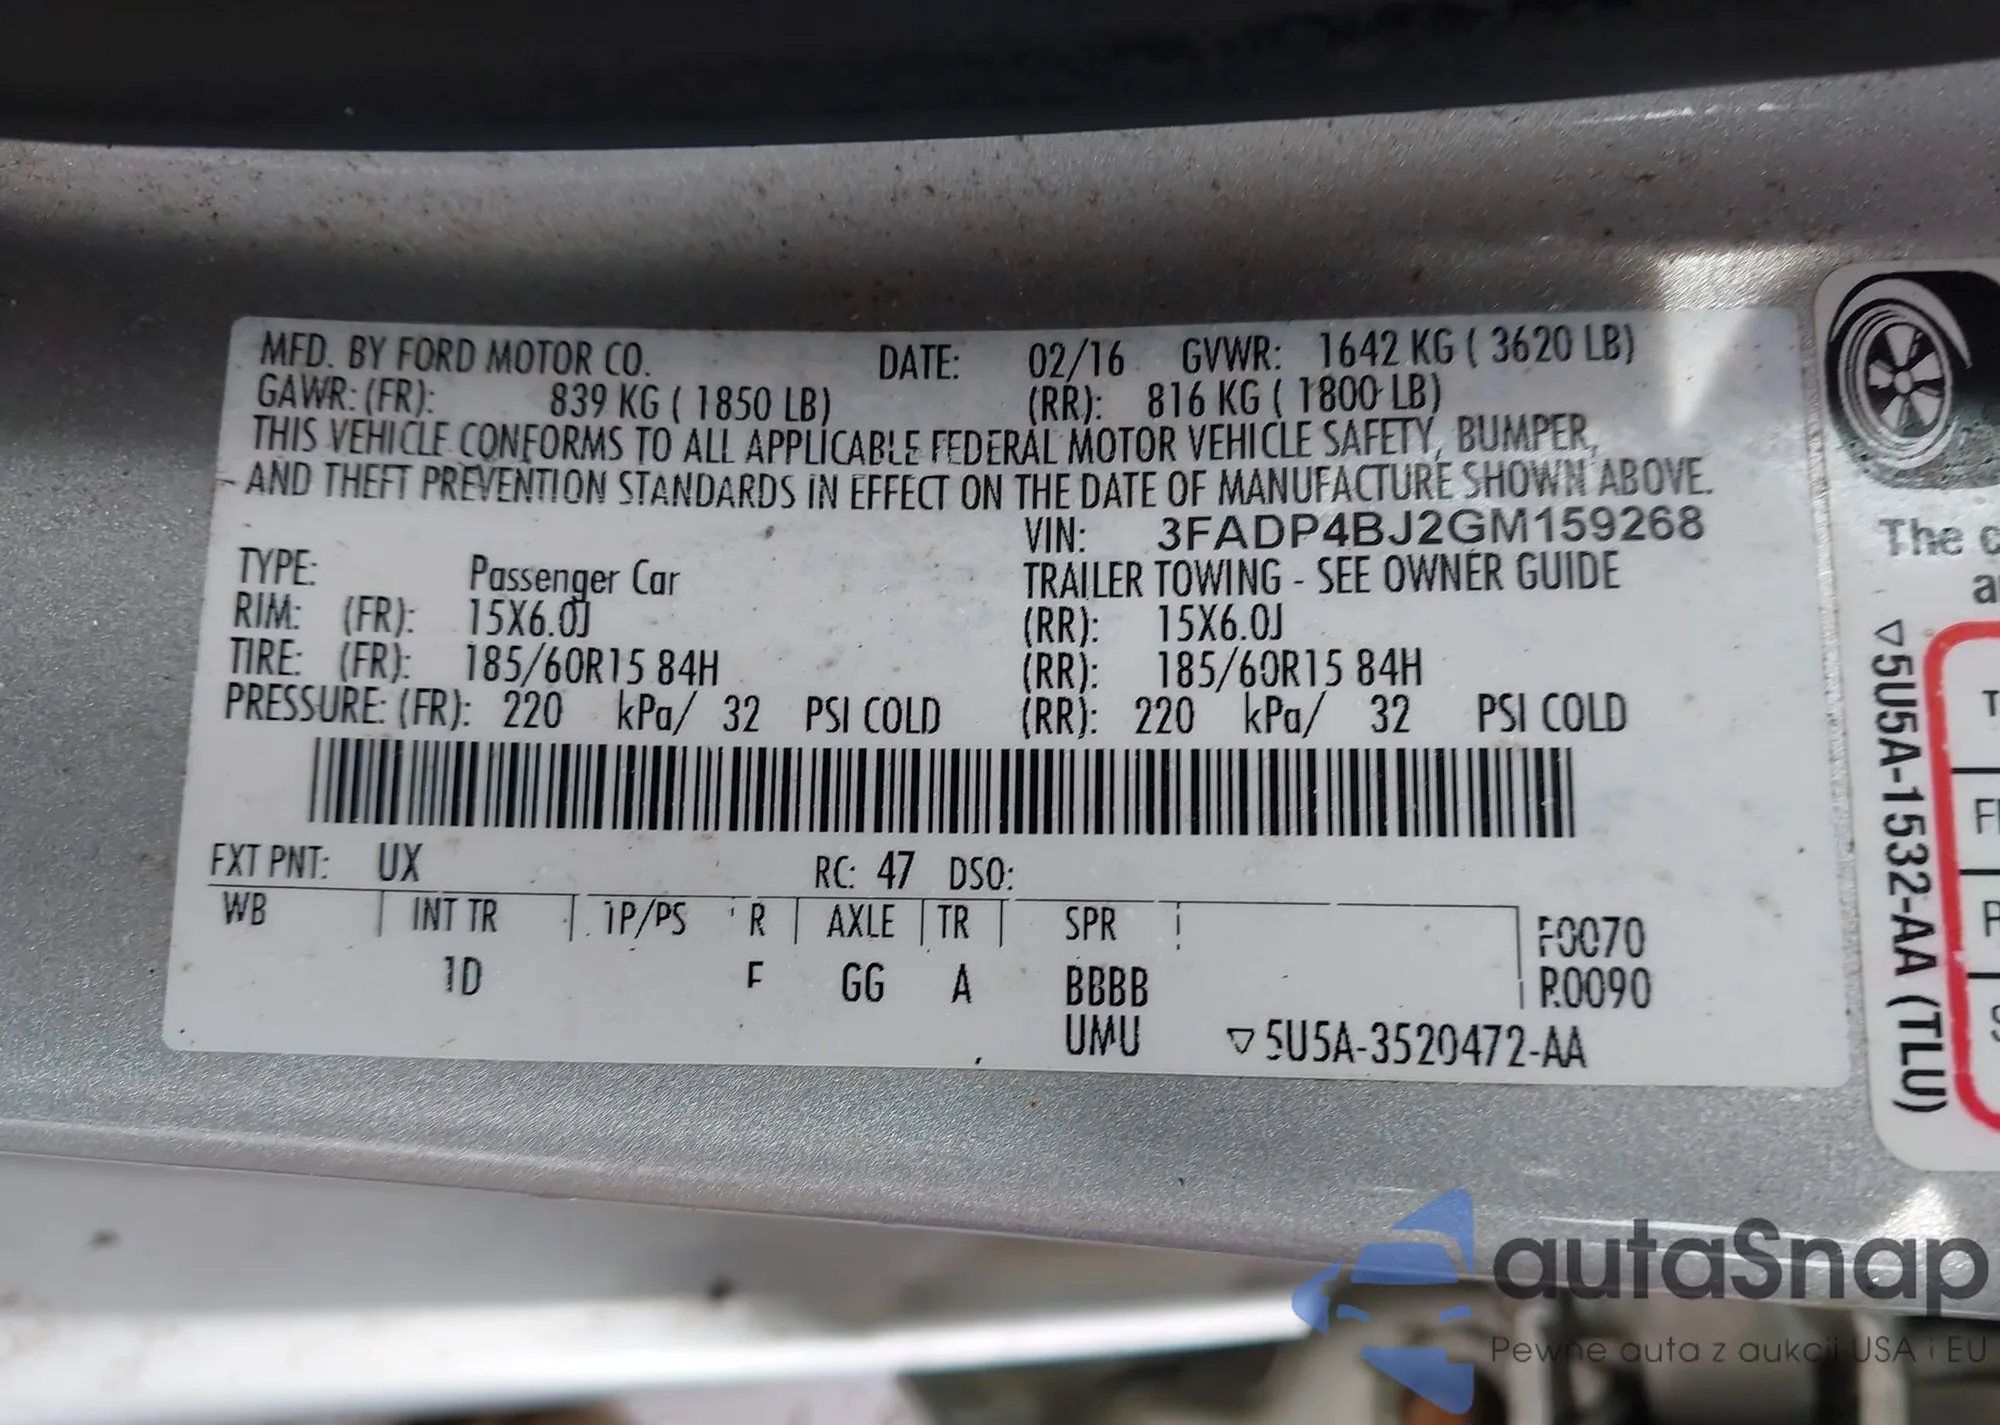 MFD. BY FORD MOTOR CO. DATE: 02/16 GVWR: 1642 KG ( 3620 LB)
GAWR: (FR): 839 KG ( 1850 LB) (RR): 816 KG ( 1800 LB)
THIS VEHICLE CONFORMS TO ALL APPLICABLE FEDERAL MOTOR VEHICLE SAFETY, BUMPER,
AND THEFT PREVENTION STANDARDS IN EFFECT ON THE DATE OF MANUFACTURE SHOWN ABOVE.
VIN: 3FADP4BJ2GM159268
TYPE: Passenger Car TRAILER TOWING - SEE OWNER GUIDE
RIM: (FR): 15X6.0J (RR): 15X6.0J
TIRE: (FR): 185/60R15 84H (RR): 185/60R15 84H
PRESSURE: (FR): 220 kPa/ 32 PSI COLD (RR): 220 kPa/ 32 PSI COLD
EXT PNT: UX RC: 47 DSO:
WB INT TR TP/PS R AXLE TR SPR F0070
1D F GG A BBBB R0090
UMU ▽5U5A-3520472-AA
The
▽5U5A-1532-AA (TLU)
autaSnap
Pewne auta z aukcji USA i EU